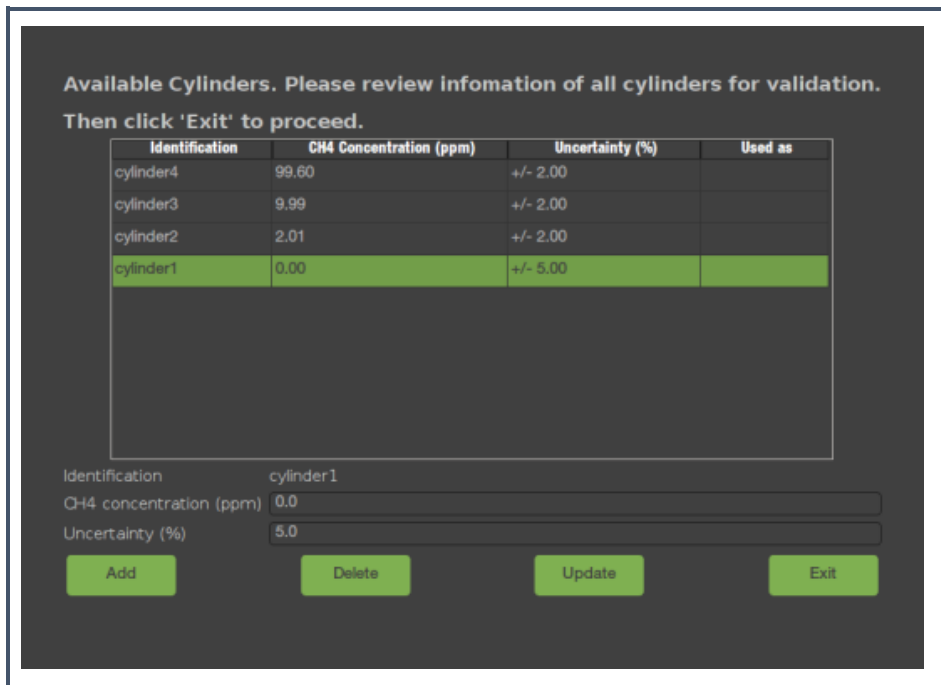 Available Cylinders. Please review infomation of all cylinders for validation.
Then click 'Exit' to proceed.
Identification CH4 Concentration (ppm) Uncertainty (%) Used as
cylinder4 99.60 +/- 2.00
cylinder3 9.99 +/- 2.00
cylinder2 2.01 +/- 2.00
cylinder1 0.00 +/- 5.00
Identification cylinder1
CH4 concentration (ppm) 0.0
Uncertainty (%) 5.0
Add Delete Update Exit